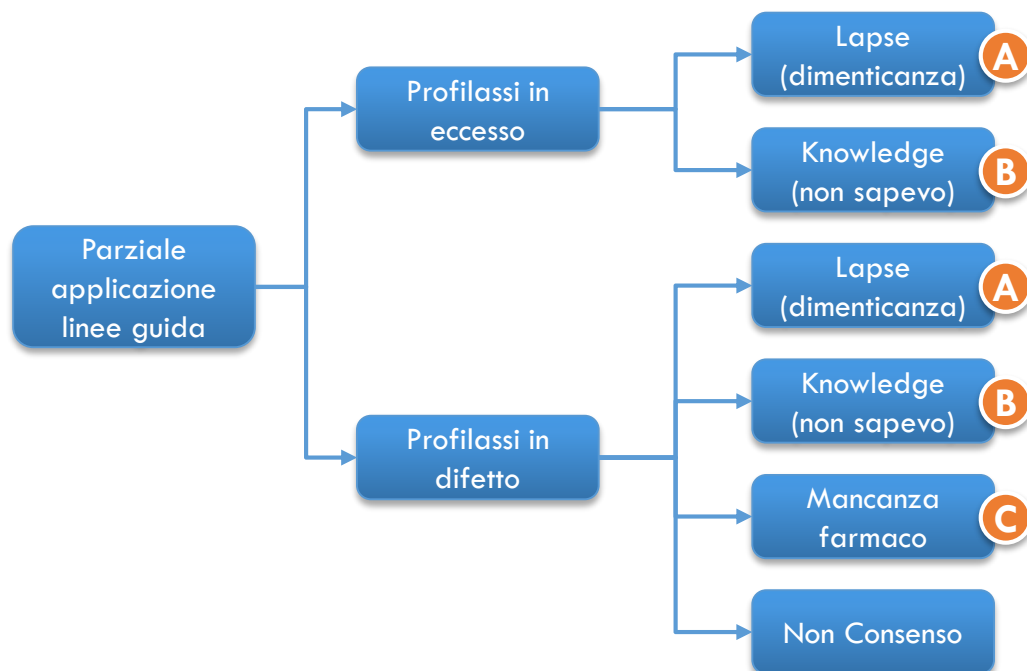 Parziale
applicazione
linee guida
Profilassi in
eccesso
Lapse
(dimenticanza)
A
Knowledge
(non sapevo)
B
Profilassi in
difetto
Lapse
(dimenticanza)
A
Knowledge
(non sapevo)
B
Mancanza
farmaco
C
Non Consenso